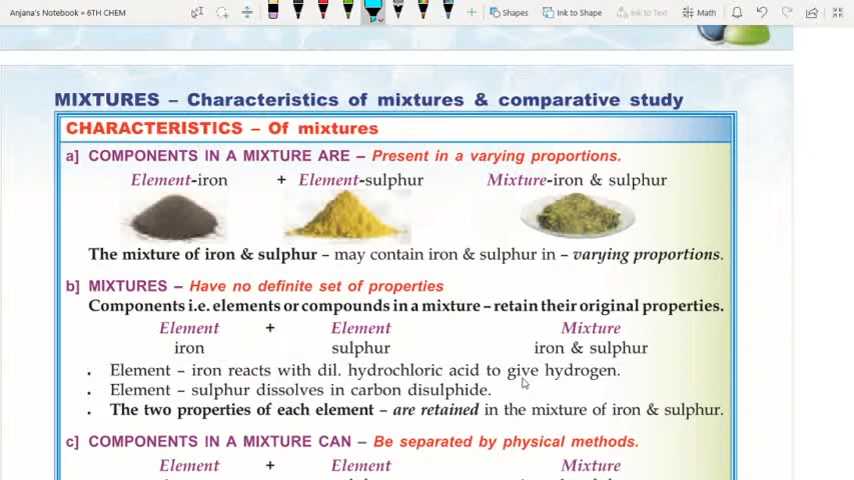 Anjana's Notebook » 6TH CHEM
Shapes Ink to Shape Ink to Text Math
MIXTURES – Characteristics of mixtures & comparative study
CHARACTERISTICS – Of mixtures
a] COMPONENTS IN A MIXTURE ARE – Present in a varying proportions.
Element-iron + Element-sulphur Mixture-iron & sulphur
The mixture of iron & sulphur – may contain iron & sulphur in – varying proportions.
b] MIXTURES – Have no definite set of properties
Components i.e. elements or compounds in a mixture – retain their original properties.
Element + Element Mixture
iron sulphur iron & sulphur
• Element – iron reacts with dil. hydrochloric acid to give hydrogen.
• Element – sulphur dissolves in carbon disulphide.
• The two properties of each element – are retained in the mixture of iron & sulphur.
c] COMPONENTS IN A MIXTURE CAN – Be separated by physical methods.
Element + Element Mixture